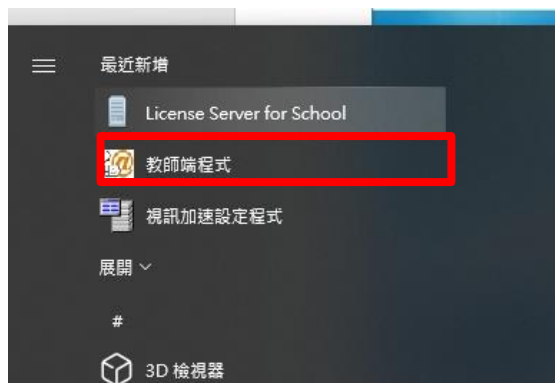 最近新增
License Server for School
教師端程式
視訊加速設定程式
展開
#
3D 檢視器